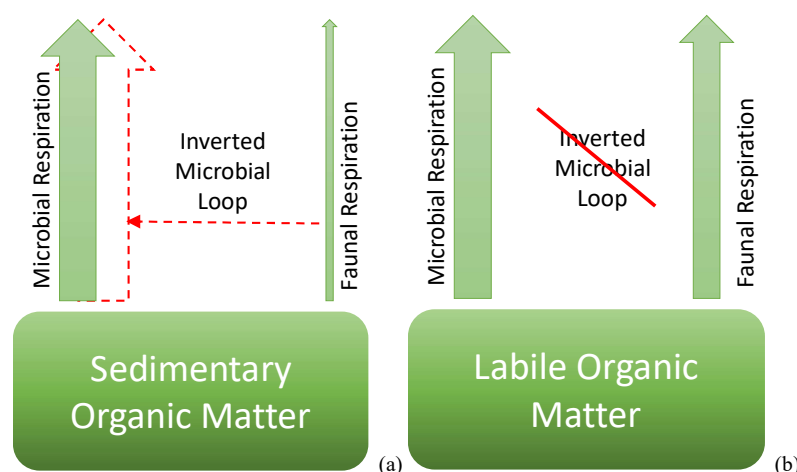 Microbial Respiration
Inverted
Microbial
Loop
Faunal Respiration
Sedimentary
Organic Matter
(a)
Microbial Respiration
Inverted
Microbial
Loop
Faunal Respiration
Labile Organic
Matter
(b)